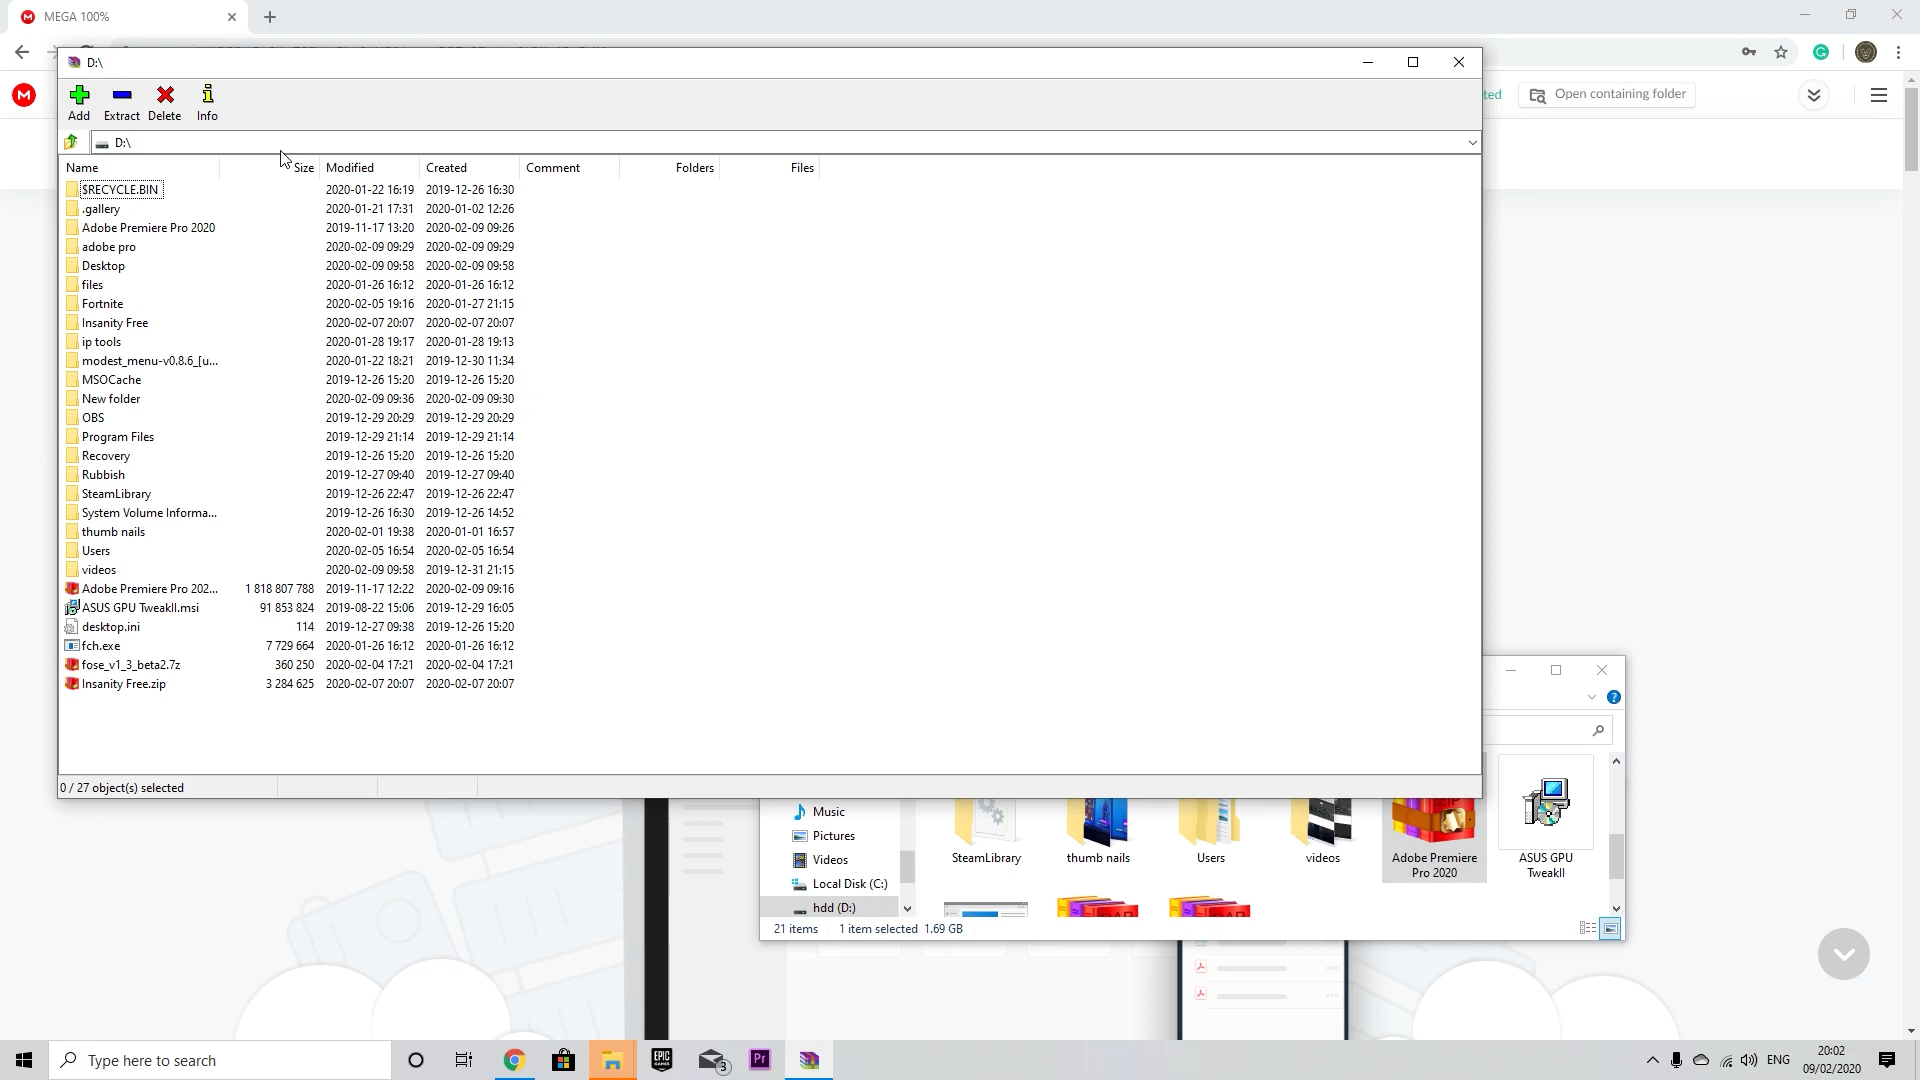 MEGA 100%
D:\
ted
Open containing folder
Add
Extract
Delete
Info
D:\
Name Size Modified Created Comment Folders Files
$RECYCLE.BIN 2020-01-22 16:19 2019-12-26 16:30
.gallery 2020-01-21 17:31 2020-01-02 12:26
Adobe Premiere Pro 2020 2019-11-17 13:20 2020-02-09 09:26
adobe pro 2020-02-09 09:29 2020-02-09 09:29
Desktop 2020-02-09 09:58 2020-02-09 09:58
files 2020-01-26 16:12 2020-01-26 16:12
Fortnite 2020-02-05 19:16 2020-01-27 21:15
Insanity Free 2020-02-07 20:07 2020-02-07 20:07
ip tools 2020-01-28 19:17 2020-01-28 19:13
modest_menu-v0.8.6_[u... 2020-01-22 18:21 2019-12-30 11:34
MSOCache 2019-12-26 15:20 2019-12-26 15:20
New folder 2020-02-09 09:36 2020-02-09 09:30
OBS 2019-12-29 20:29 2019-12-29 20:29
Program Files 2019-12-29 21:14 2019-12-29 21:14
Recovery 2019-12-26 15:20 2019-12-26 15:20
Rubbish 2019-12-27 09:40 2019-12-27 09:40
SteamLibrary 2019-12-26 22:47 2019-12-26 22:47
System Volume Informa... 2019-12-26 16:30 2019-12-26 14:52
thumb nails 2020-02-01 19:38 2020-01-01 16:57
Users 2020-02-05 16:54 2020-02-05 16:54
videos 2020-02-09 09:58 2019-12-31 21:15
Adobe Premiere Pro 202... 1 818 807 788 2019-11-17 12:22 2020-02-09 09:16
ASUS GPU TweakII.msi 91 853 824 2019-08-22 15:06 2019-12-29 16:05
desktop.ini 114 2019-12-27 09:38 2019-12-26 15:20
fch.exe 7 729 664 2020-01-26 16:12 2020-01-26 16:12
fose_v1_3_beta2.7z 360 250 2020-02-04 17:21 2020-02-04 17:21
Insanity Free.zip 3 284 625 2020-02-07 20:07 2020-02-07 20:07
0 / 27 object(s) selected
Music
Pictures
Videos
Local Disk (C:)
hdd (D:)
SteamLibrary
thumb nails
Users
videos
Adobe Premiere
Pro 2020
ASUS GPU
TweakII
21 items 1 item selected 1.69 GB
Type here to search
EPIC
GAMES
3
Pr
ENG
20:02
09/02/2020